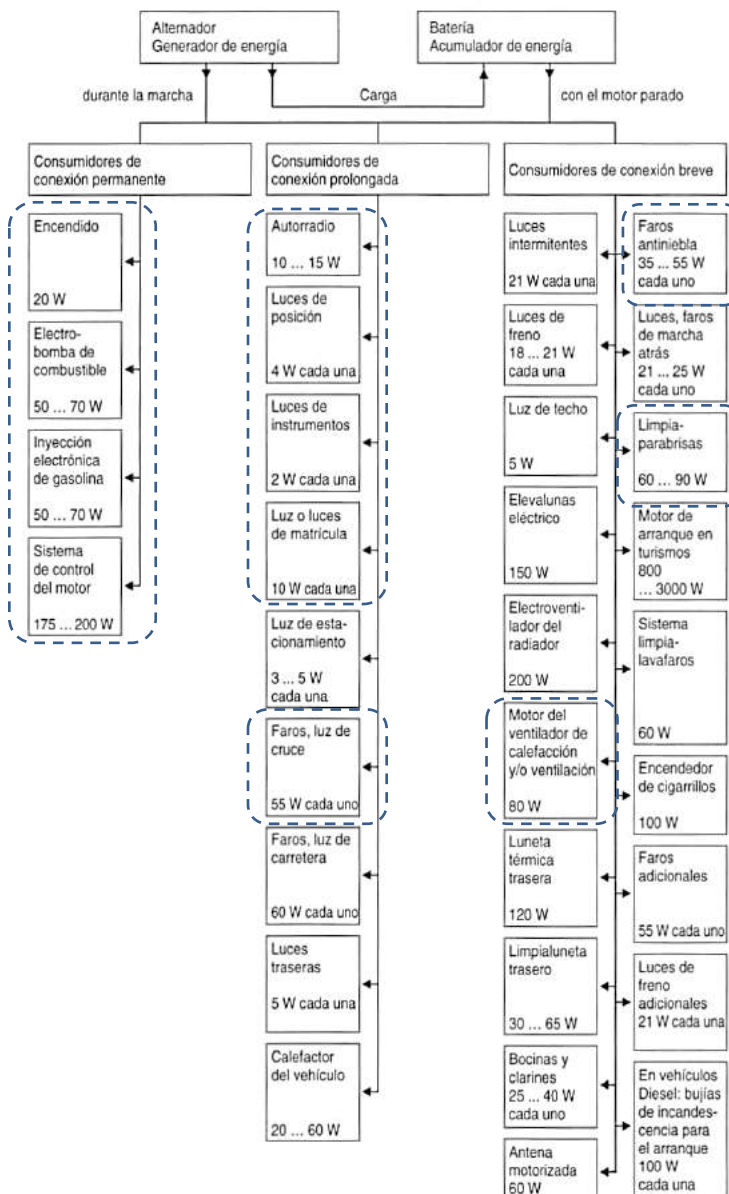 Alternador
Generador de energía
Batería
Acumulador de energía
durante la marcha
Carga
con el motor parado
Consumidores de
conexión permanente
Encendido
20 W
Electro-
bomba de
combustible
50 ... 70 W
Inyección
electrónica
de gasolina
50 ... 70 W
Sistema
de control
del motor
175 ... 200 W
Consumidores de
conexión prolongada
Autorradio
10 ... 15 W
Luces de
posición
4 W cada una
Luces de
instrumentos
2 W cada una
Luz o luces
de matrícula
10 W cada una
Luz de esta-
cionamiento
3 ... 5 W
cada una
Faros, luz de
cruce
55 W cada uno
Faros, luz de
carretera
60 W cada uno
Luces
traseras
5 W cada una
Calefactor
del vehículo
20 ... 60 W
Consumidores de conexión breve
Luces
intermitentes
21 W cada una
Luces de
freno
18 ... 21 W
cada una
Luz de techo
5 W
Elevalunas
eléctrico
150 W
Electroventi-
lador del
radiador
200 W
Motor del
ventilador de
calefacción
y/o ventilación
80 W
Luneta
térmica
trasera
120 W
Limpialuneta
trasero
30 ... 65 W
Bocinas y
clarines
25 ... 40 W
cada uno
Antena
motorizada
60 W
Faros
antiniebla
35 ... 55 W
cada uno
Luces, faros
de marcha
atrás
21 ... 25 W
cada uno
Limpia-
parabrisas
60 ... 90 W
Motor de
arranque en
turismos
800
... 3000 W
Sistema
limpia-
lavafaros
60 W
Encendedor
de cigarrillos
100 W
Faros
adicionales
55 W cada uno
Luces de
freno
adicionales
21 W cada una
En vehículos
Diesel: bujías
de incandes-
cencia para
el arranque
100 W
cada una